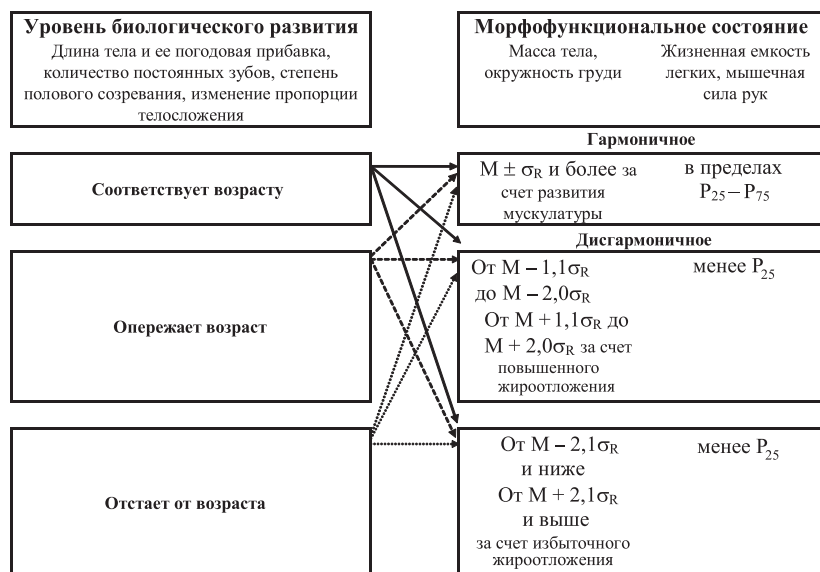 Уровень биологического развития
Длина тела и ее погодовая прибавка,
количество постоянных зубов, степень
полового созревания, изменение пропорции
телосложения
Морфофункциональное состояние
Масса тела,
окружность груди
Жизненная емкость
легких, мышечная
сила рук
Соответствует возрасту
Опережает возраст
Отстает от возраста
Гармоничное
M ± σR и более за
счет развития
мускулатуры
в пределах
P25 – P75
Дисгармоничное
От M – 1,1σR
до M – 2,0σR
От M + 1,1σR до
M + 2,0σR за счет
повышенного
жироотложения
менее P25
От M – 2,1σR
и ниже
От M + 2,1σR
и выше
за счет избыточного
жироотложения
менее P25